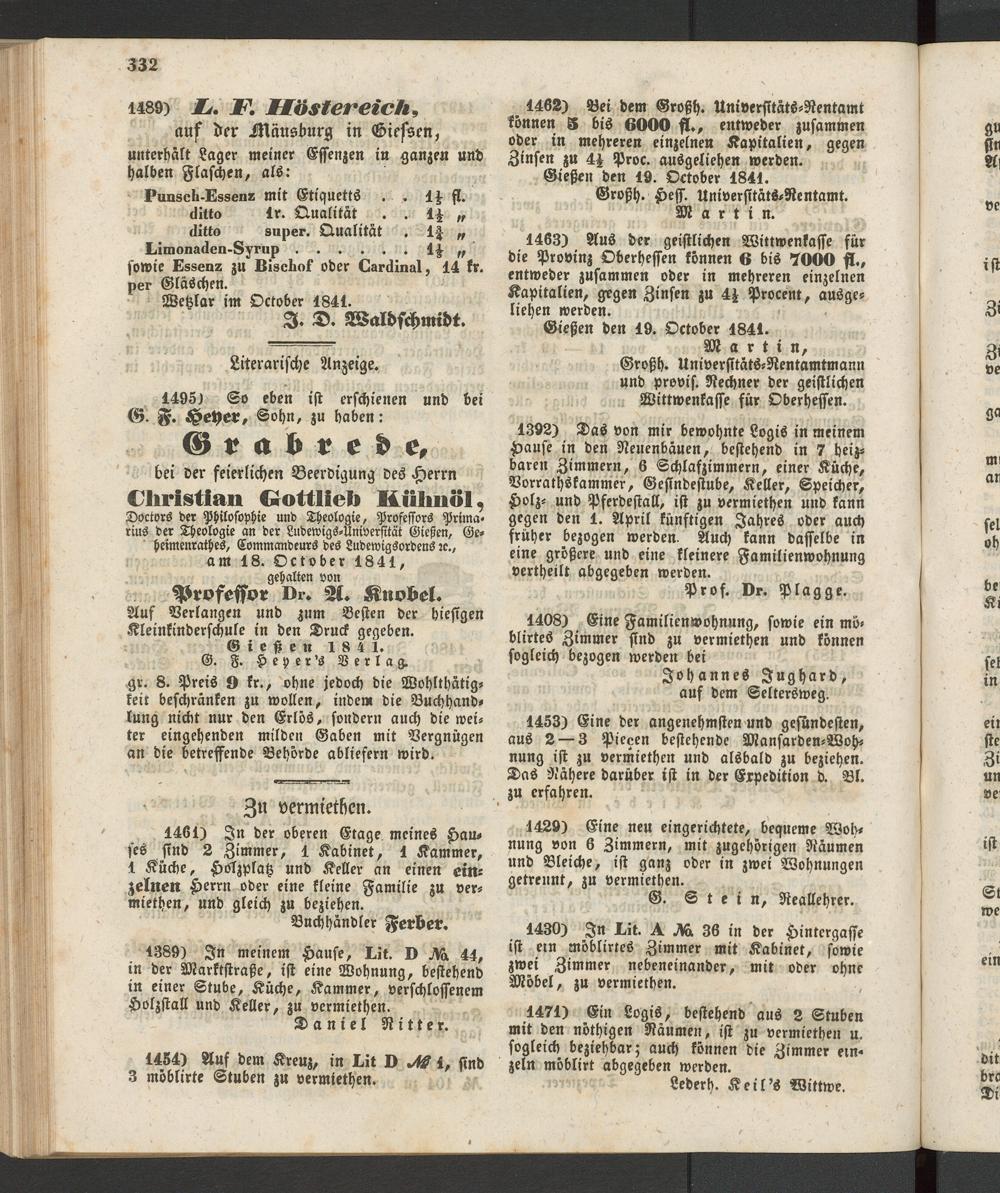 332
1489) L. F. Höstereich,
auf der Mäusburg in Giessen,
unterhält Lager meiner Essenzen in ganzen und
halben Flaschen, als:
Punsch-Essenz mit Etiquetts . . 1½ fl.
ditto 1r. Qualität . . 1½ „
ditto super. Qualität . 1¾ „
Limonaden-Syrup . . . . . . . 1½ „
sowie Essenz zu Bischof oder Cardinal, 14 kr.
per Gläschen.
Wetzlar im October 1841.
J. D. Waldschmidt.
Literarische Anzeige.
1495) So eben ist erschienen und bei
G. F. Heyer, Sohn, zu haben:
Grabrede,
bei der feierlichen Beerdigung des Herrn
Christian Gottlieb Kühnöl,
Doctors der Philosophie und Theologie, Professors Prima-
rius der Theologie an der Ludewigs-Universität Gießen, Ge-
heimenrathes, Commandeurs des Ludewigsordens ꝛc.,
am 18. October 1841,
gehalten von
Professor Dr. A. Knobel.
Auf Verlangen und zum Besten der hiesigen
Kleinkinderschule in den Druck gegeben.
Gießen 1841.
G. F. Heyer's Verlag.
gr. 8. Preis 9 kr., ohne jedoch die Wohlthätig-
keit beschränken zu wollen, indem die Buchhand-
lung nicht nur den Erlös, sondern auch die wei-
ter eingehenden milden Gaben mit Vergnügen
an die betreffende Behörde abliefern wird.
Zu vermiethen.
1461) In der oberen Etage meines Hau-
ses sind 2 Zimmer, 1 Kabinet, 1 Kammer,
1 Küche, Holzplatz und Keller an einen ein-
zelnen Herrn oder eine kleine Familie zu ver-
miethen, und gleich zu beziehen.
Buchhändler Ferber.
1389) In meinem Hause, Lit. D № 44,
in der Marktstraße, ist eine Wohnung, bestehend
in einer Stube, Küche, Kammer, verschlossenem
Holzstall und Keller, zu vermiethen.
Daniel Ritter.
1454) Auf dem Kreuz, in Lit D № 1, sind
3 möblirte Stuben zu vermiethen.
1462) Bei dem Großh. Universitäts-Rentamt
können 5 bis 6000 fl., entweder zusammen
oder in mehreren einzelnen Kapitalien, gegen
Zinsen zu 4½ Proc. ausgeliehen werden.
Gießen den 19. October 1841.
Großh. Hess. Universitäts-Rentamt.
Martin.
1463) Aus der geistlichen Wittwenkasse für
die Provinz Oberhessen können 6 bis 7000 fl.,
entweder zusammen oder in mehreren einzelnen
Kapitalien, gegen Zinsen zu 4½ Procent, ausge-
liehen werden.
Gießen den 19. October 1841.
Martin,
Großh. Universitäts-Rentamtmann
und provis. Rechner der geistlichen
Wittwenkasse für Oberhessen.
1392) Das von mir bewohnte Logis in meinem
Hause in den Neuenbäuen, bestehend in 7 heiz-
baren Zimmern, 6 Schlafzimmern, einer Küche,
Vorrathskammer, Gesindestube, Keller, Speicher,
Holz- und Pferdestall, ist zu vermiethen und kann
gegen den 1. April künftigen Jahres oder auch
früher bezogen werden. Auch kann dasselbe in
eine größere und eine kleinere Familienwohnung
vertheilt abgegeben werden.
Prof. Dr. Plagge.
1408) Eine Familienwohnung, sowie ein mö-
blirtes Zimmer sind zu vermiethen und können
sogleich bezogen werden bei
Johannes Jughard,
auf dem Seltersweg.
1453) Eine der angenehmsten und gesündesten,
aus 2—3 Piecen bestehende Mansarden-Woh-
nung ist zu vermiethen und alsbald zu beziehen.
Das Nähere darüber ist in der Expedition d. Bl.
zu erfahren.
1429) Eine neu eingerichtete, bequeme Woh-
nung von 6 Zimmern, mit zugehörigen Räumen
und Bleiche, ist ganz oder in zwei Wohnungen
getrennt, zu vermiethen.
G. Stein, Reallehrer.
1430) In Lit. A № 36 in der Hintergasse
ist ein möblirtes Zimmer mit Kabinet, sowie
zwei Zimmer nebeneinander, mit oder ohne
Möbel, zu vermiethen.
1471) Ein Logis, bestehend aus 2 Stuben
mit den nöthigen Räumen, ist zu vermiethen u.
sogleich beziehbar; auch können die Zimmer ein-
zeln möblirt abgegeben werden.
Lederh. Keil's Wittwe.